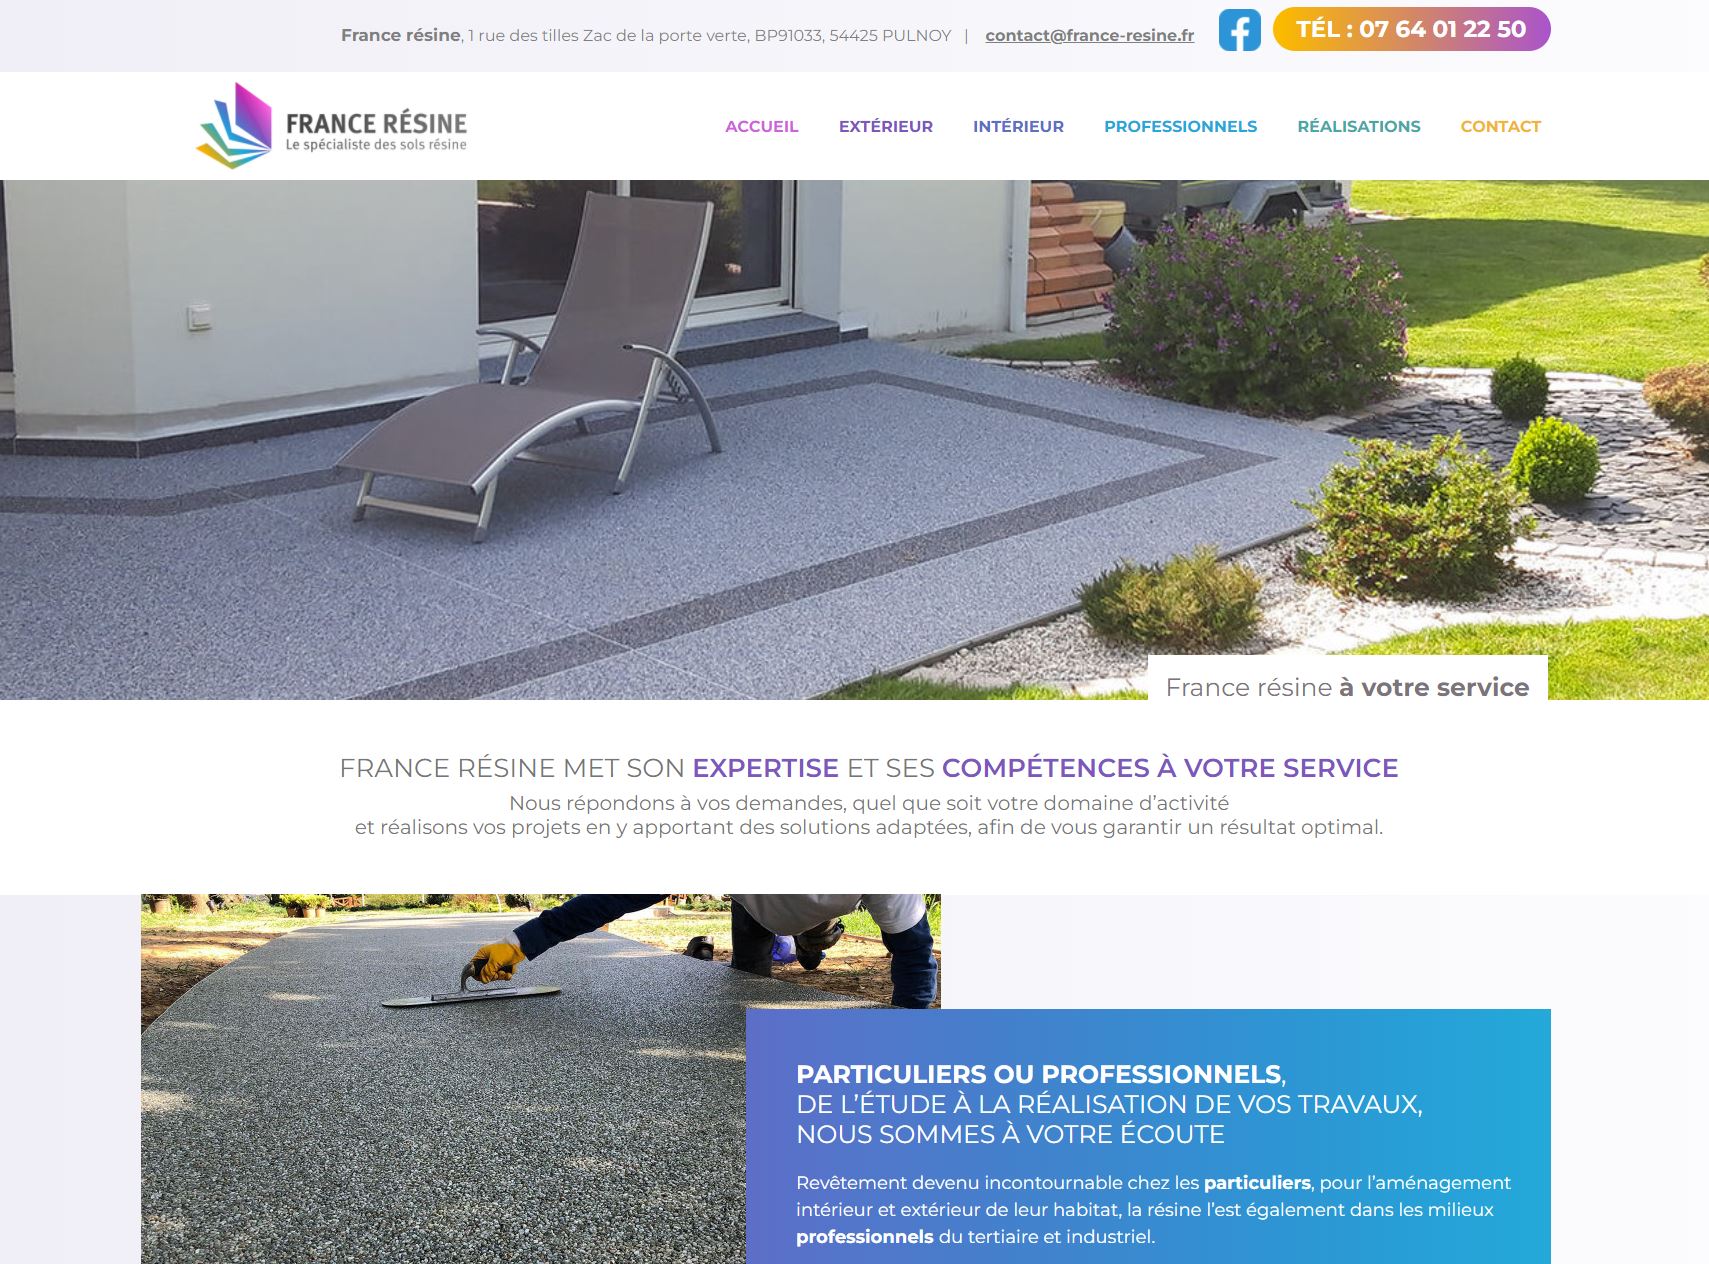 France résine, 1 rue des tilles Zac de la porte verte, BP91033, 54425 PULNOY | contact@france-resine.fr
TÉL : 07 64 01 22 50
FRANCE RÉSINE
Le spécialiste des sols résine
ACCUEIL EXTÉRIEUR INTÉRIEUR PROFESSIONNELS RÉALISATIONS CONTACT
France résine à votre service
FRANCE RÉSINE MET SON EXPERTISE ET SES COMPÉTENCES À VOTRE SERVICE
Nous répondons à vos demandes, quel que soit votre domaine d’activité
et réalisons vos projets en y apportant des solutions adaptées, afin de vous garantir un résultat optimal.
PARTICULIERS OU PROFESSIONNELS,
DE L’ÉTUDE À LA RÉALISATION DE VOS TRAVAUX,
NOUS SOMMES À VOTRE ÉCOUTE
Revêtement devenu incontournable chez les particuliers, pour l’aménagement
intérieur et extérieur de leur habitat, la résine l’est également dans les milieux
professionnels du tertiaire et industriel.